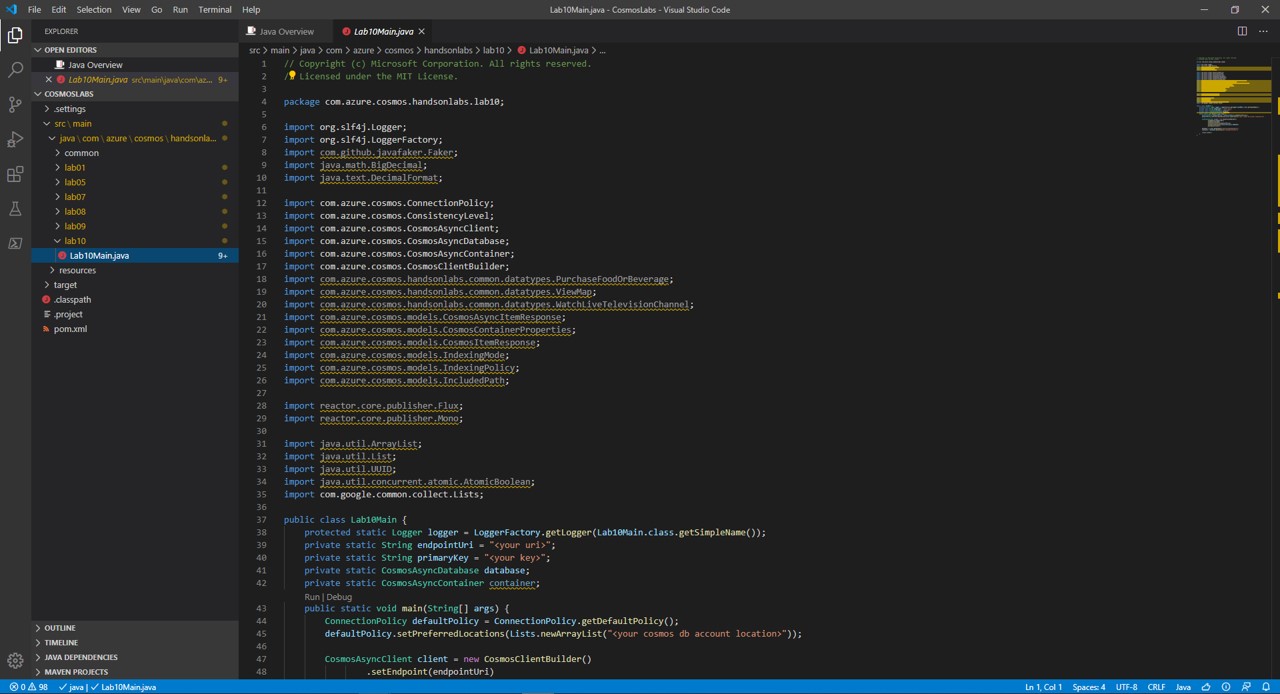 File Edit Selection View Go Run Terminal Help
Lab10Main.java - CosmosLabs - Visual Studio Code
EXPLORER
OPEN EDITORS
Java Overview
Lab10Main.java src\main\java\com\az... 9+
COSMOSLABS
.settings
src \ main
java \ com \ azure \ cosmos \ handsonla...
common
lab01
lab05
lab07
lab08
lab09
lab10
Lab10Main.java 9+
resources
target
.classpath
.project
pom.xml
OUTLINE
TIMELINE
JAVA DEPENDENCIES
MAVEN PROJECTS
Java Overview
Lab10Main.java
src > main > java > com > azure > cosmos > handsonlabs > lab10 > Lab10Main.java > ...
1 // Copyright (c) Microsoft Corporation. All rights reserved.
2 / Licensed under the MIT License.
3
4 package com.azure.cosmos.handsonlabs.lab10;
5
6 import org.slf4j.Logger;
7 import org.slf4j.LoggerFactory;
8 import com.github.javafaker.Faker;
9 import java.math.BigDecimal;
10 import java.text.DecimalFormat;
11
12 import com.azure.cosmos.ConnectionPolicy;
13 import com.azure.cosmos.ConsistencyLevel;
14 import com.azure.cosmos.CosmosAsyncClient;
15 import com.azure.cosmos.CosmosAsyncDatabase;
16 import com.azure.cosmos.CosmosAsyncContainer;
17 import com.azure.cosmos.CosmosClientBuilder;
18 import com.azure.cosmos.handsonlabs.common.datatypes.PurchaseFoodOrBeverage;
19 import com.azure.cosmos.handsonlabs.common.datatypes.ViewMap;
20 import com.azure.cosmos.handsonlabs.common.datatypes.WatchLiveTelevisionChannel;
21 import com.azure.cosmos.models.CosmosAsyncItemResponse;
22 import com.azure.cosmos.models.CosmosContainerProperties;
23 import com.azure.cosmos.models.CosmosItemResponse;
24 import com.azure.cosmos.models.IndexingMode;
25 import com.azure.cosmos.models.IndexingPolicy;
26 import com.azure.cosmos.models.IncludedPath;
27
28 import reactor.core.publisher.Flux;
29 import reactor.core.publisher.Mono;
30
31 import java.util.ArrayList;
32 import java.util.List;
33 import java.util.UUID;
34 import java.util.concurrent.atomic.AtomicBoolean;
35 import com.google.common.collect.Lists;
36
37 public class Lab10Main {
38 protected static Logger logger = LoggerFactory.getLogger(Lab10Main.class.getSimpleName());
39 private static String endpointUri = "<your uri>";
40 private static String primaryKey = "<your key>";
41 private static CosmosAsyncDatabase database;
42 private static CosmosAsyncContainer container;
Run | Debug
43 public static void main(String[] args) {
44 ConnectionPolicy defaultPolicy = ConnectionPolicy.getDefaultPolicy();
45 defaultPolicy.setPreferredLocations(Lists.newArrayList("<your cosmos db account location>"));
46
47 CosmosAsyncClient client = new CosmosClientBuilder()
48 .setEndpoint(endpointUri)
0 98 java | Lab10Main.java
Ln 1, Col 1 Spaces: 4 UTF-8 CRLF Java